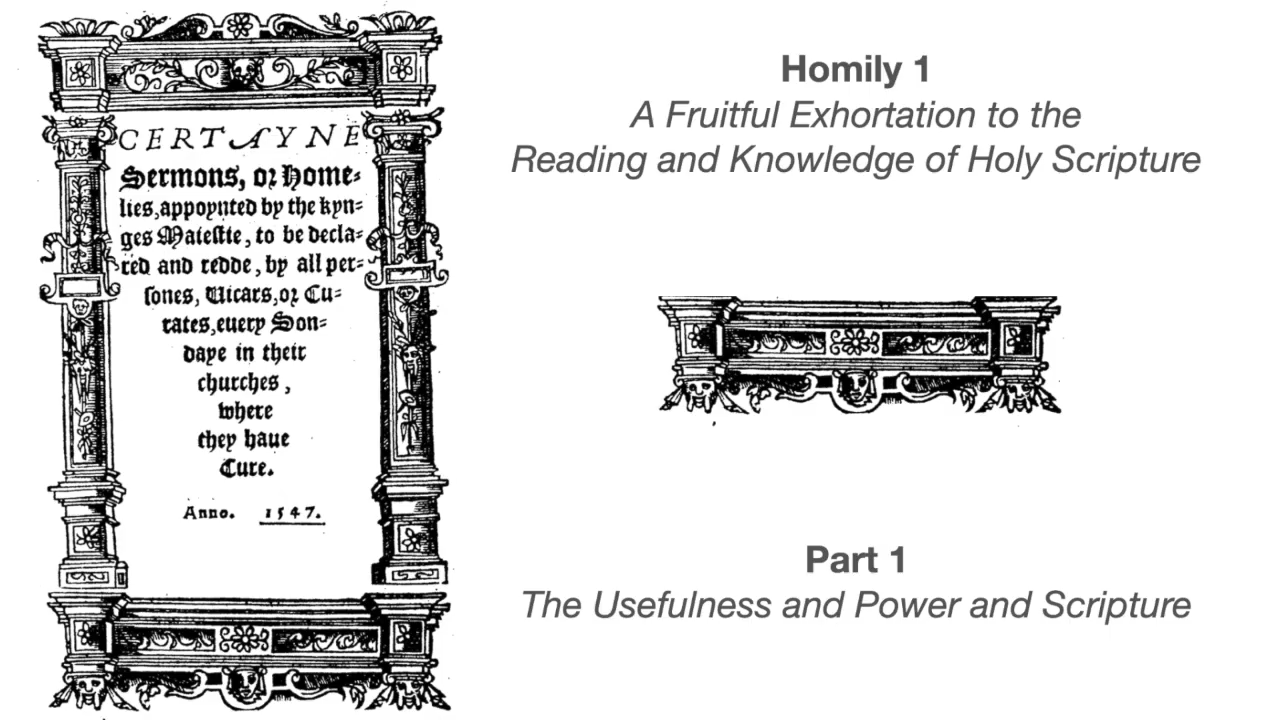 CERTAYNE
Sermons, or Home=
lies, appoynted by the kyn=
ges Maiestie, to be decla=
red and redde, by all per=
sones, Uicars, or Cu=
rates, euery Son=
daye in their
churches,
where
they haue
Cure.
Anno. 1547.
Homily 1
A Fruitful Exhortation to the
Reading and Knowledge of Holy Scripture
Part 1
The Usefulness and Power and Scripture